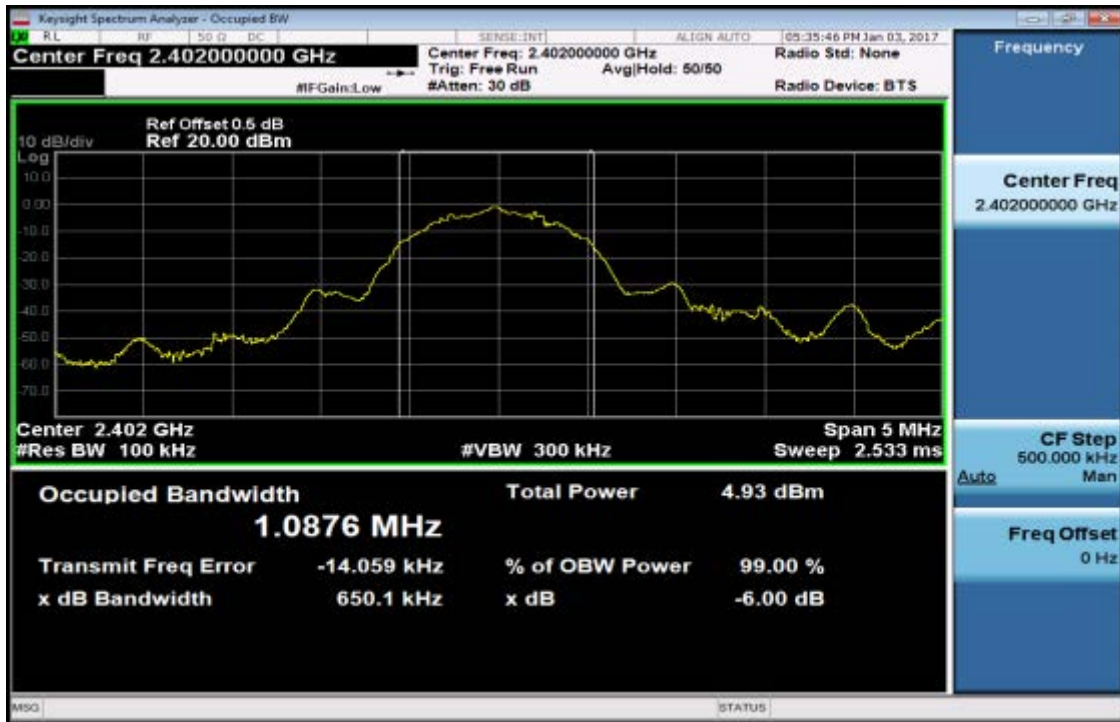 Keysight Spectrum Analyzer - Occupied BW
RL RF 50 Ω DC SENSE:INT ALIGN AUTO 05:35:46 PM Jan 03, 2017
Center Freq 2.402000000 GHz
Center Freq: 2.402000000 GHz Radio Std: None
Trig: Free Run Avg|Hold: 50/50
#IFGain:Low #Atten: 30 dB Radio Device: BTS
Ref Offset 0.5 dB
10 dB/div Ref 20.00 dBm
Log
10.0
0.00
-10.0
-20.0
-30.0
-40.0
-50.0
-60.0
-70.0
Center 2.402 GHz Span 5 MHz
#Res BW 100 kHz #VBW 300 kHz Sweep 2.533 ms
Occupied Bandwidth Total Power 4.93 dBm
1.0876 MHz
Transmit Freq Error -14.059 kHz % of OBW Power 99.00 %
x dB Bandwidth 650.1 kHz x dB -6.00 dB
MSG STATUS
Frequency
Center Freq
2.402000000 GHz
CF Step
500.000 kHz
Auto Man
Freq Offset
0 Hz